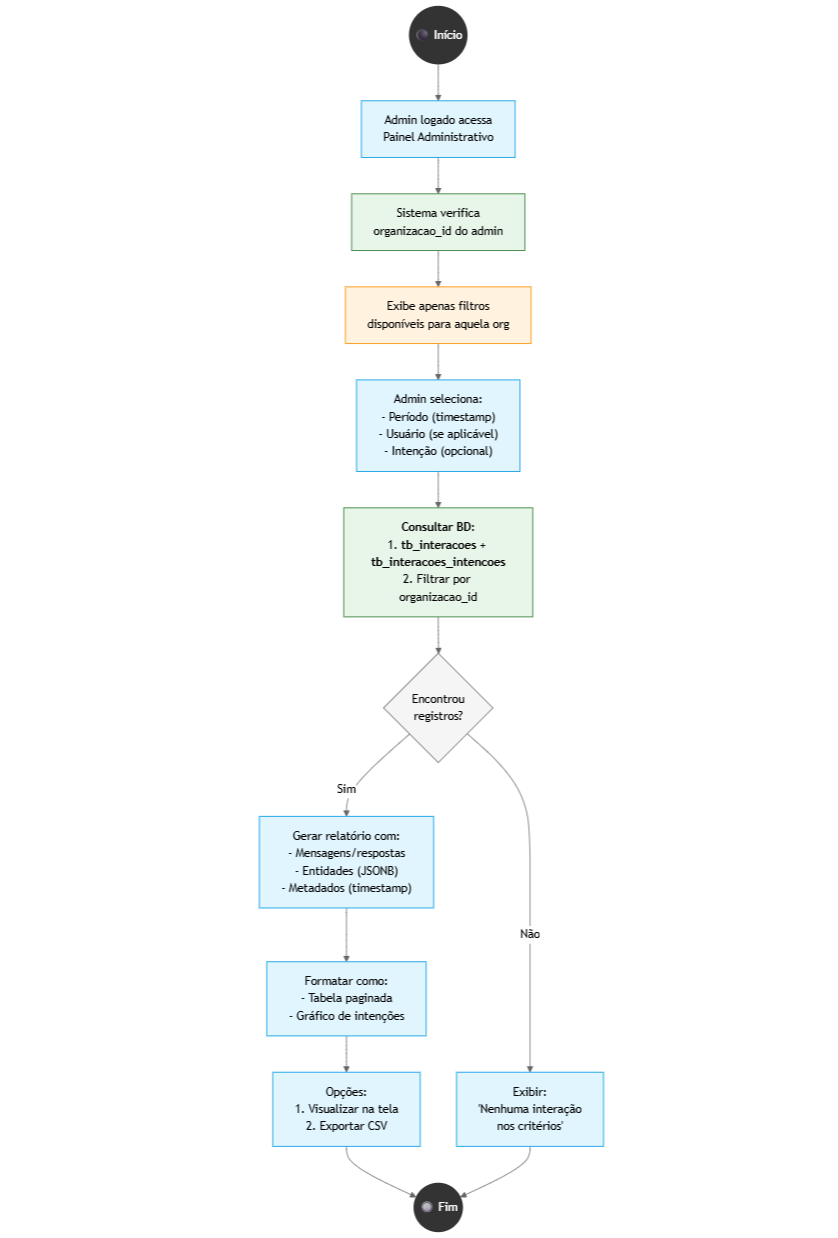 Início
Admin logado acessa
Painel Administrativo
Sistema verifica
organizacao_id do admin
Exibe apenas filtros
disponíveis para aquela org
Admin seleciona:
- Período (timestamp)
- Usuário (se aplicável)
- Intenção (opcional)
Consultar BD:
1. tb_interacoes +
tb_interacoes_intencoes
2. Filtrar por
organizacao_id
Encontrou
registros?
Sim
Gerar relatório com:
- Mensagens/respostas
- Entidades (JSONB)
- Metadados (timestamp)
Não
Formatar como:
- Tabela paginada
- Gráfico de intenções
Opções:
1. Visualizar na tela
2. Exportar CSV
Exibir:
'Nenhuma interação
nos critérios'
Fim